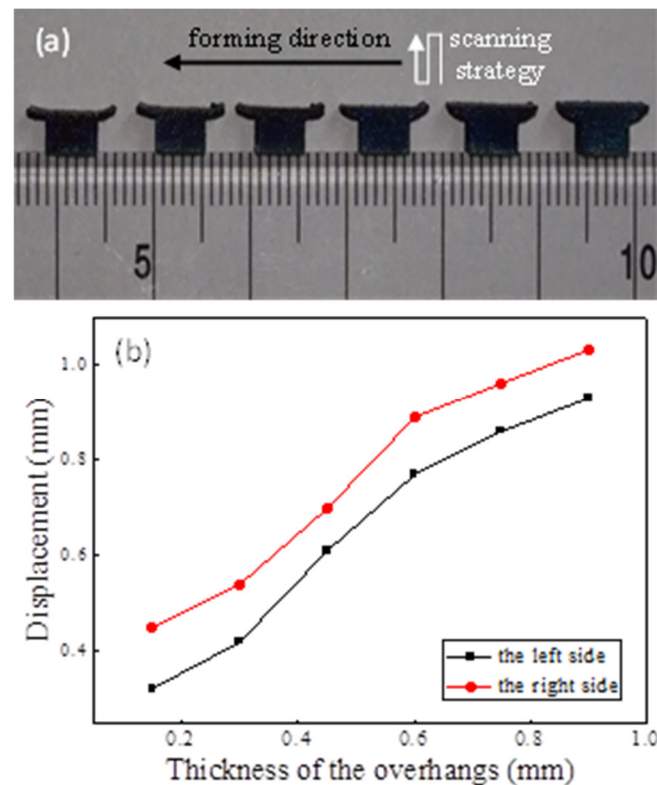 (a)
forming direction
scanning
strategy
5
10
(b)
Displacement (mm)
1.0
0.8
0.6
0.4
0.2
0.4
0.6
0.8
1.0
Thickness of the overhangs (mm)
the left side
the right side